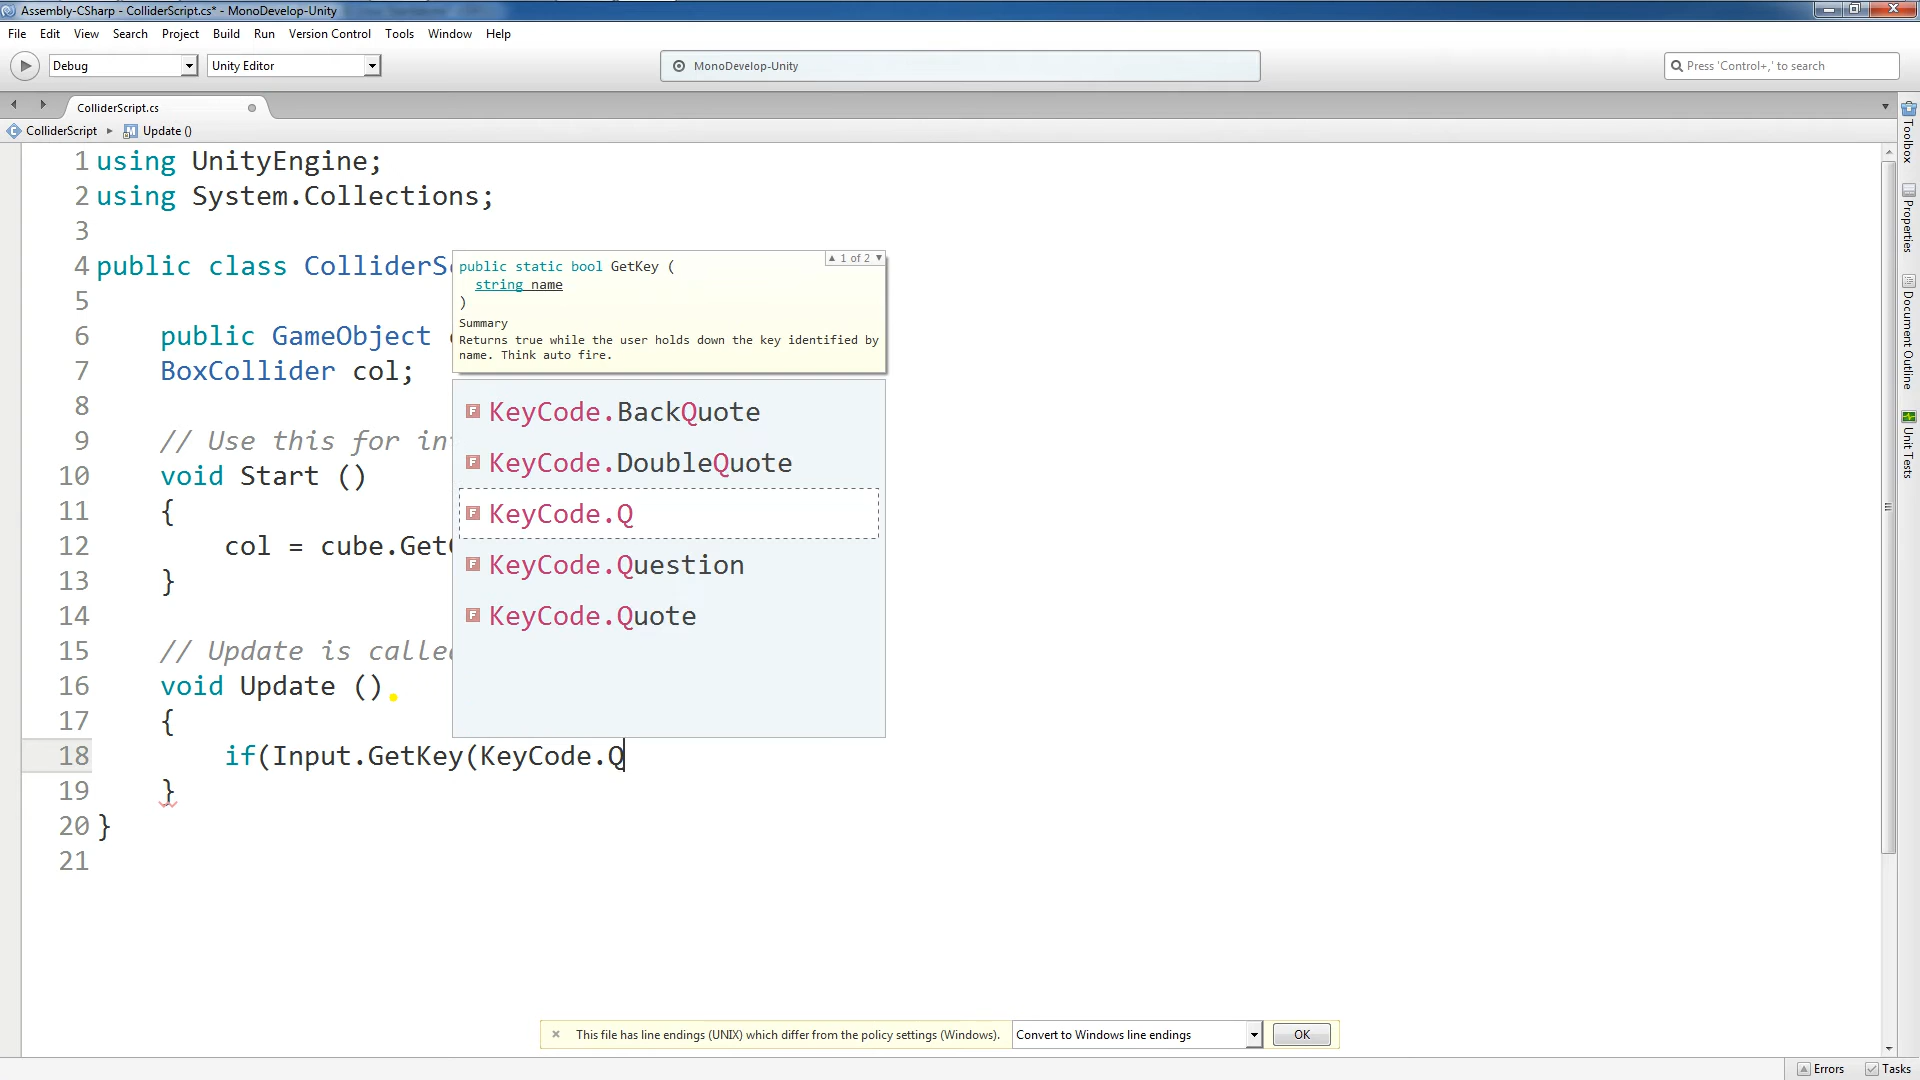 Assembly-CSharp - ColliderScript.cs* - MonoDevelop-Unity
File Edit View Search Project Build Run Version Control Tools Window Help
Debug Unity Editor MonoDevelop-Unity Press 'Control+,' to search
ColliderScript.cs
ColliderScript Update ()
1 using UnityEngine;
2 using System.Collections;
3
4 public class ColliderS
5
6 public GameObject
7 BoxCollider col;
8
9 // Use this for in
10 void Start ()
11 {
12 col = cube.Get
13 }
14
15 // Update is calle
16 void Update ()
17 {
18 if(Input.GetKey(KeyCode.Q
19 }
20 }
21
public static bool GetKey (
1 of 2
string name
)
Summary
Returns true while the user holds down the key identified by
name. Think auto fire.
KeyCode.BackQuote
KeyCode.DoubleQuote
KeyCode.Q
KeyCode.Question
KeyCode.Quote
Toolbox
Properties
Document Outline
Unit Tests
This file has line endings (UNIX) which differ from the policy settings (Windows). Convert to Windows line endings OK
Errors Tasks